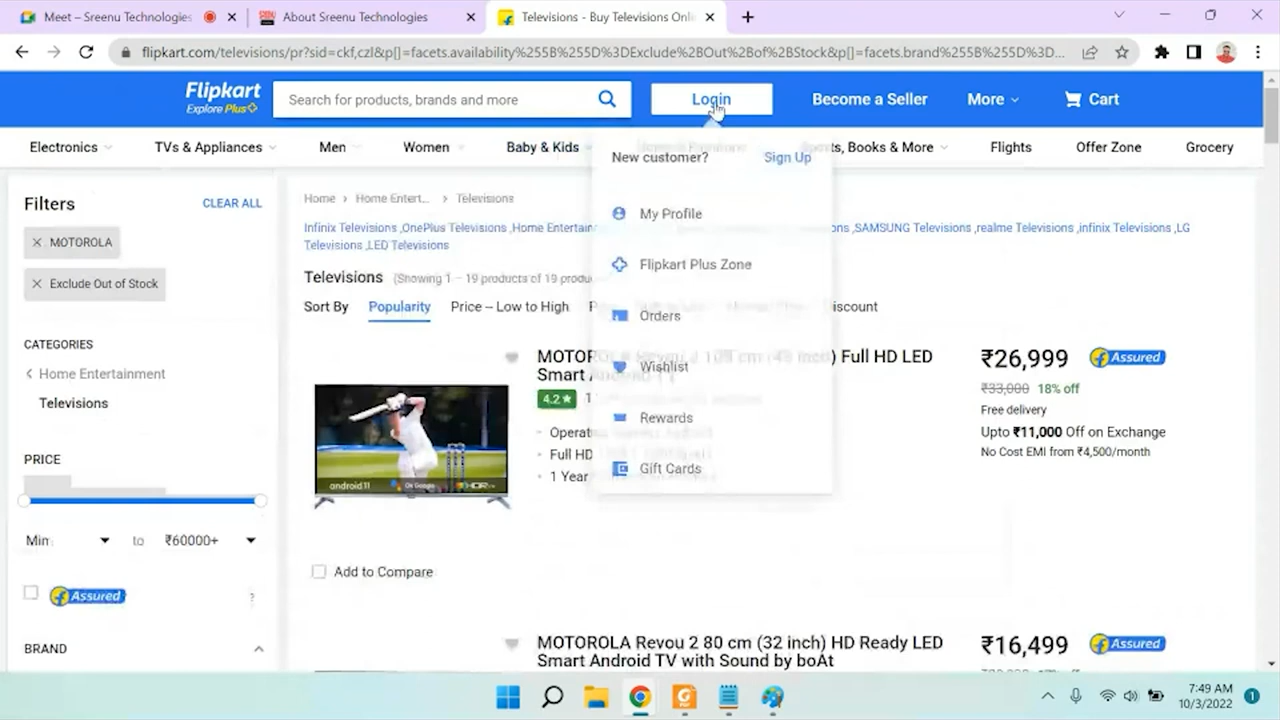 Meet – Sreenu Technologies
About Sreenu Technologies
Televisions - Buy Televisions Onli
flipkart.com/televisions/pr?sid=ckf,czl&p[]=facets.availability%255B%255D%3DExclude%2BOut%2Bof%2BStock&p[]=facets.brand%255B%255D%3D...
Flipkart
Explore Plus
Search for products, brands and more
Login
Become a Seller
More
Cart
Electronics
TVs & Appliances
Men
Women
Baby & Kids
Books & More
Flights
Offer Zone
Grocery
New customer? Sign Up
My Profile
Flipkart Plus Zone
Orders
Wishlist
Rewards
Gift Cards
Filters
CLEAR ALL
MOTOROLA
Exclude Out of Stock
CATEGORIES
Home Entertainment
Televisions
PRICE
Min
to
₹60000+
Assured
?
BRAND
Home
Home Entert...
Televisions
Infinix Televisions ,OnePlus Televisions ,Home
,SAMSUNG Televisions ,realme Televisions ,infinix Televisions ,LG
Televisions ,LED Televisions
Televisions (Showing 1 – 19 products of 19
Sort By
Popularity
Price -- Low to High
Discount
MOTOROLA Revou 2
Full HD LED
Smart
4.2
Full HD
1 Year
android 11
Add to Compare
₹26,999
Assured
₹33,000 18% off
Free delivery
Upto ₹11,000 Off on Exchange
No Cost EMI from ₹4,500/month
MOTOROLA Revou 2 80 cm (32 inch) HD Ready LED
Smart Android TV with Sound by boAt
₹16,499
Assured
7:49 AM
10/3/2022
1